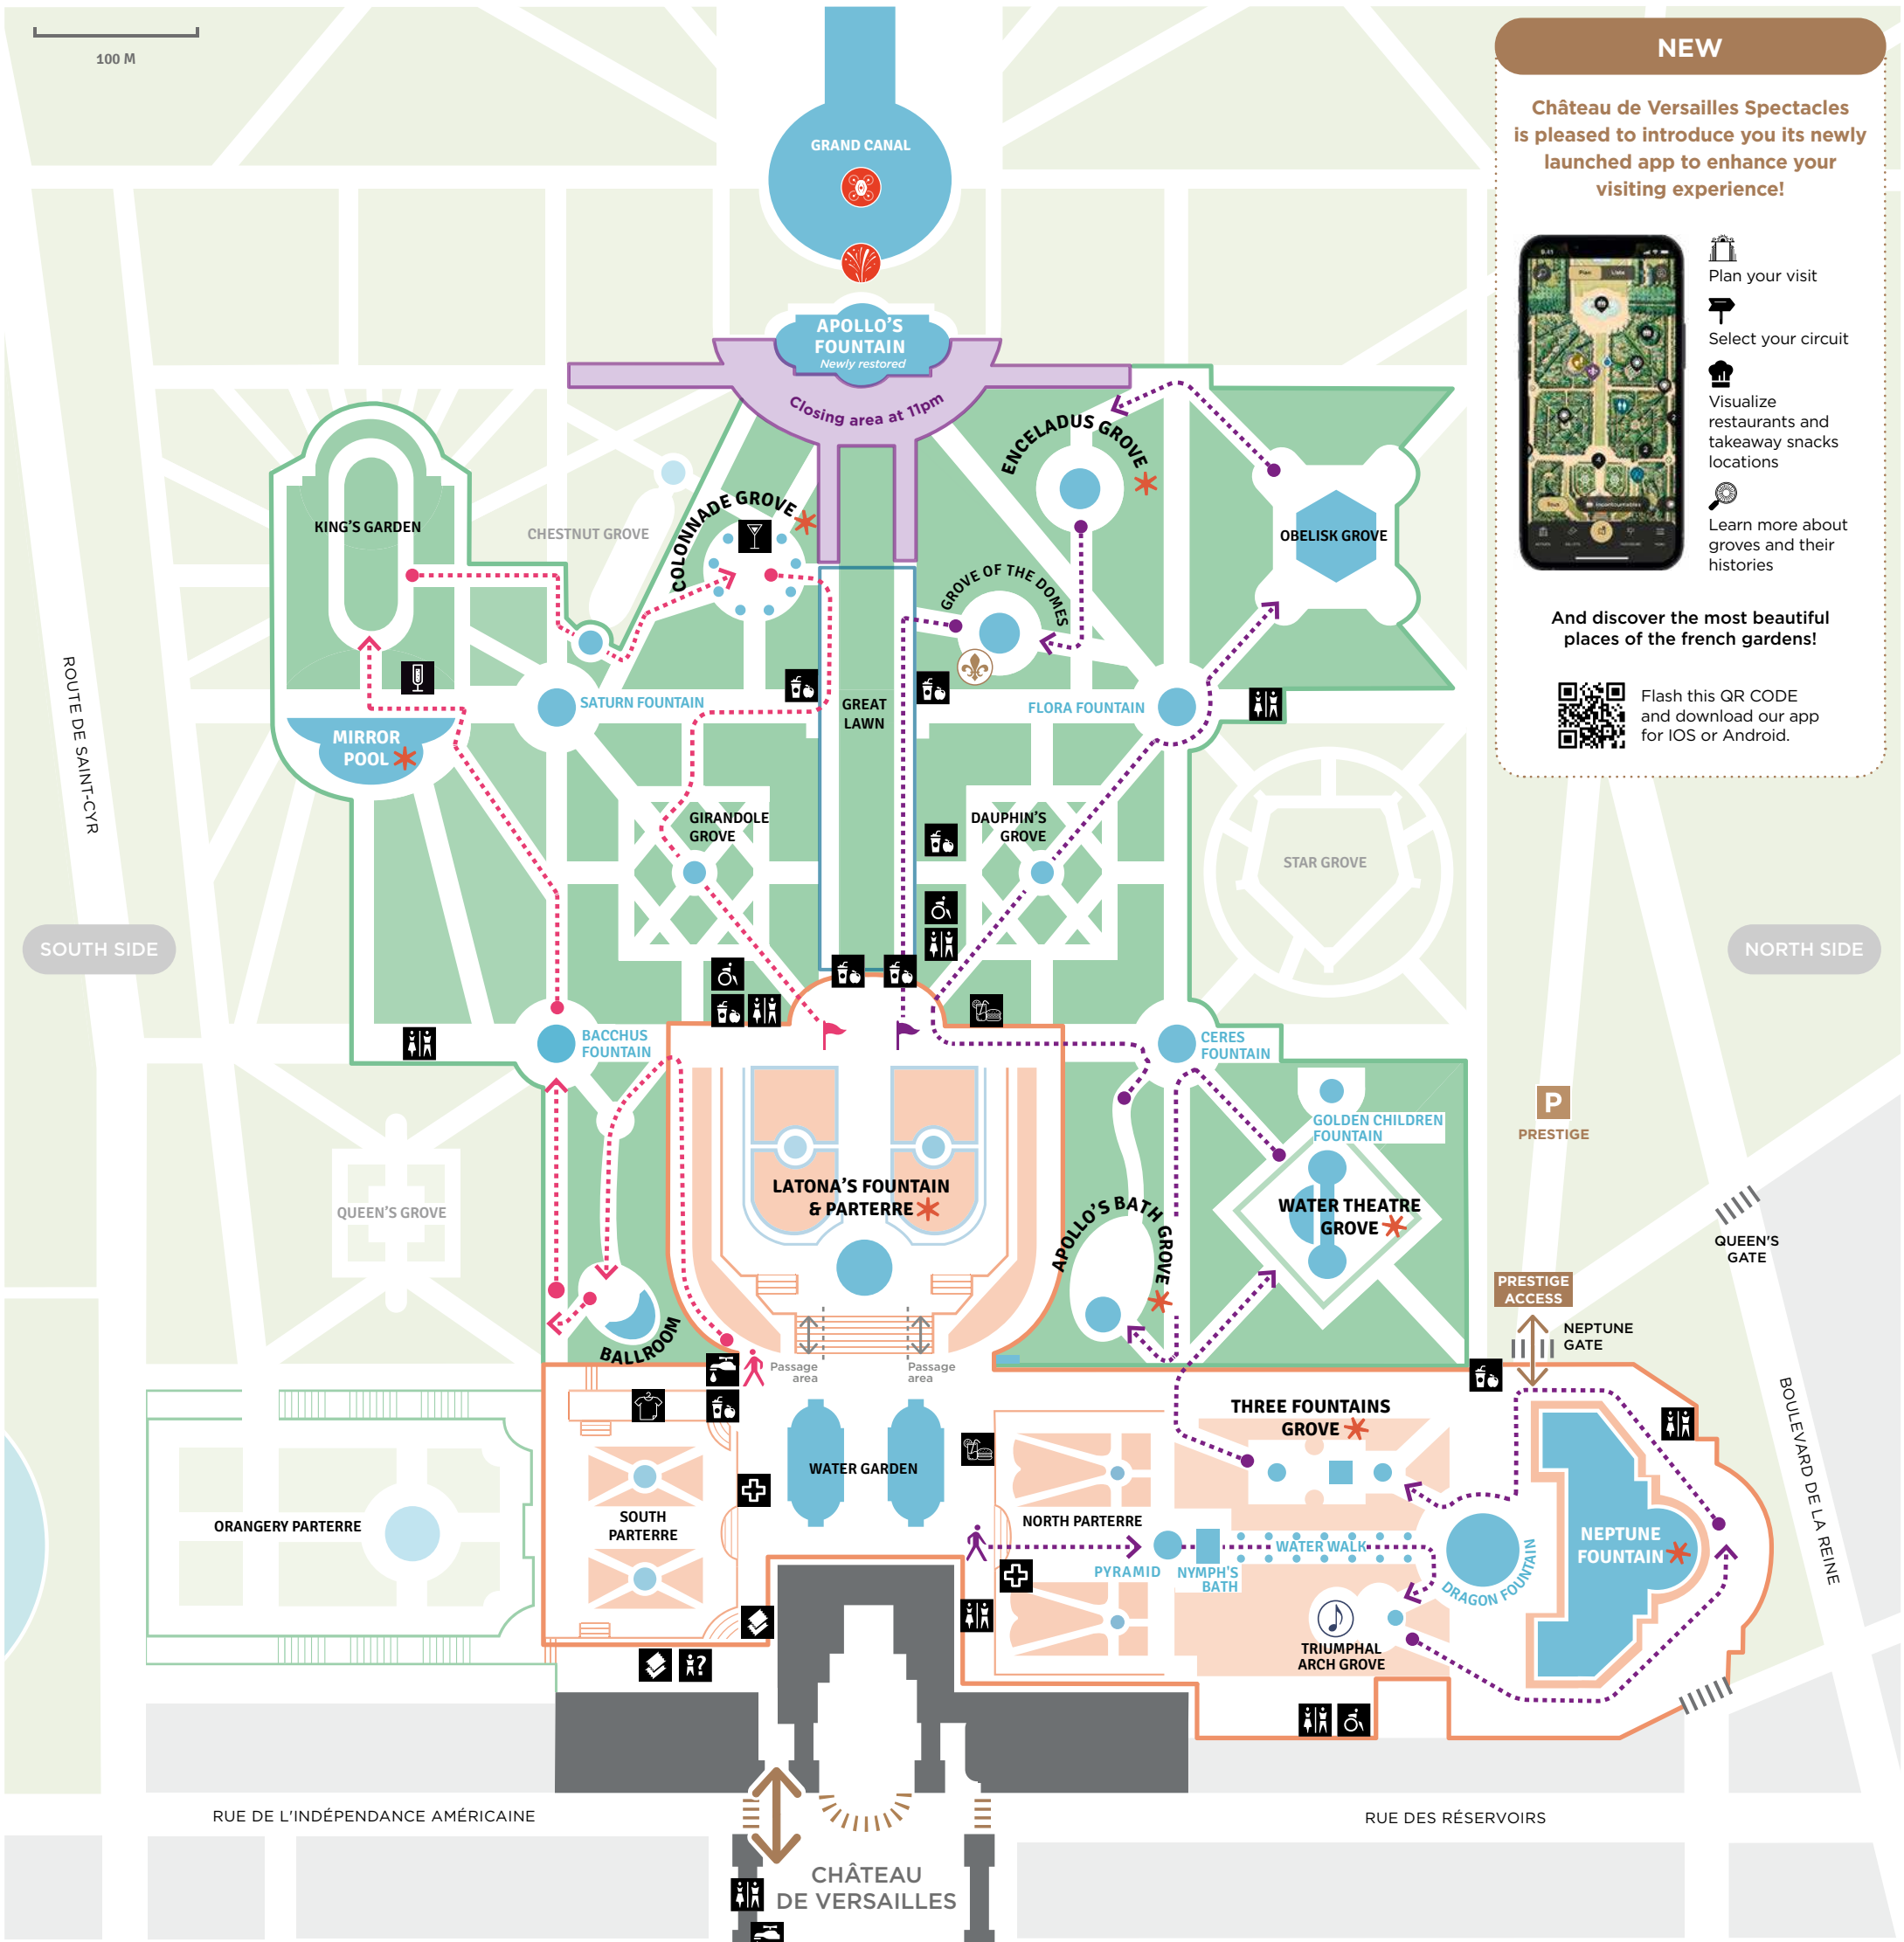 100 M
GRAND CANAL
APOLLO'S
FOUNTAIN
Newly restored
Closing area at 11pm
NEW
Château de Versailles Spectacles
is pleased to introduce you its newly
launched app to enhance your
visiting experience!
Plan your visit
Select your circuit
Visualize
restaurants and
takeaway snacks
locations
Learn more about
groves and their
histories
And discover the most beautiful
places of the french gardens!
Flash this QR CODE
and download our app
for IOS or Android.
KING'S GARDEN
CHESTNUT GROVE
COLONNADE GROVE
ENCELADUS GROVE
OBELISK GROVE
GROVE OF THE DOMES
ROUTE DE SAINT-CYR
SATURN FOUNTAIN
GREAT
LAWN
FLORA FOUNTAIN
MIRROR
POOL
GIRANDOLE
GROVE
DAUPHIN'S
GROVE
STAR GROVE
SOUTH SIDE
NORTH SIDE
BACCHUS
FOUNTAIN
CERES
FOUNTAIN
GOLDEN CHILDREN
FOUNTAIN
P
PRESTIGE
LATONA'S FOUNTAIN
& PARTERRE
APOLLO'S BATH GROVE
WATER THEATRE
GROVE
QUEEN'S GROVE
QUEEN'S
GATE
PRESTIGE
ACCESS
NEPTUNE
GATE
BALLROOM
Passage
area
Passage
area
BOULEVARD DE LA REINE
THREE FOUNTAINS
GROVE
WATER GARDEN
ORANGERY PARTERRE
SOUTH
PARTERRE
NORTH PARTERRE
PYRAMID
NYMPH'S
BATH
WATER WALK
DRAGON FOUNTAIN
NEPTUNE
FOUNTAIN
TRIUMPHAL
ARCH GROVE
?
RUE DE L'INDÉPENDANCE AMÉRICAINE
RUE DES RÉSERVOIRS
CHÂTEAU
DE VERSAILLES